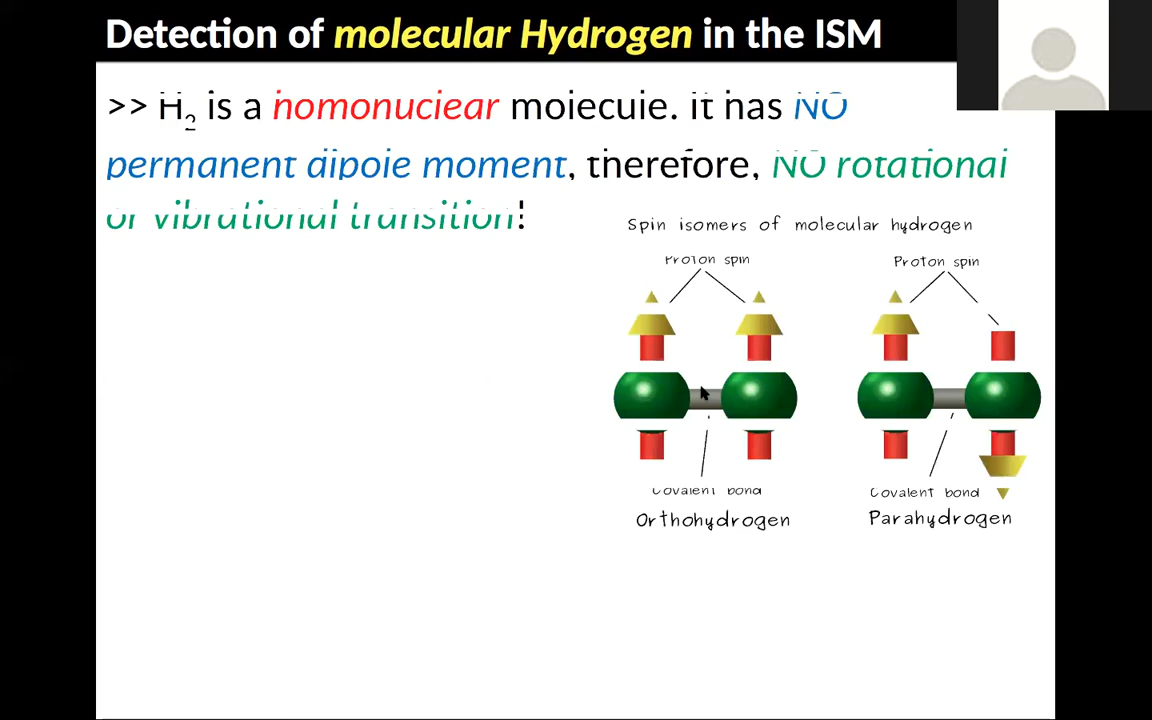 Detection of molecular Hydrogen in the ISM
>> H₂ is a homonuclear molecule. It has NO
permanent dipole moment, therefore, NO rotational
or vibrational transition!
Spin isomers of molecular hydrogen
Proton spin
Proton spin
Covalent bond
Covalent bond
Orthohydrogen
Parahydrogen